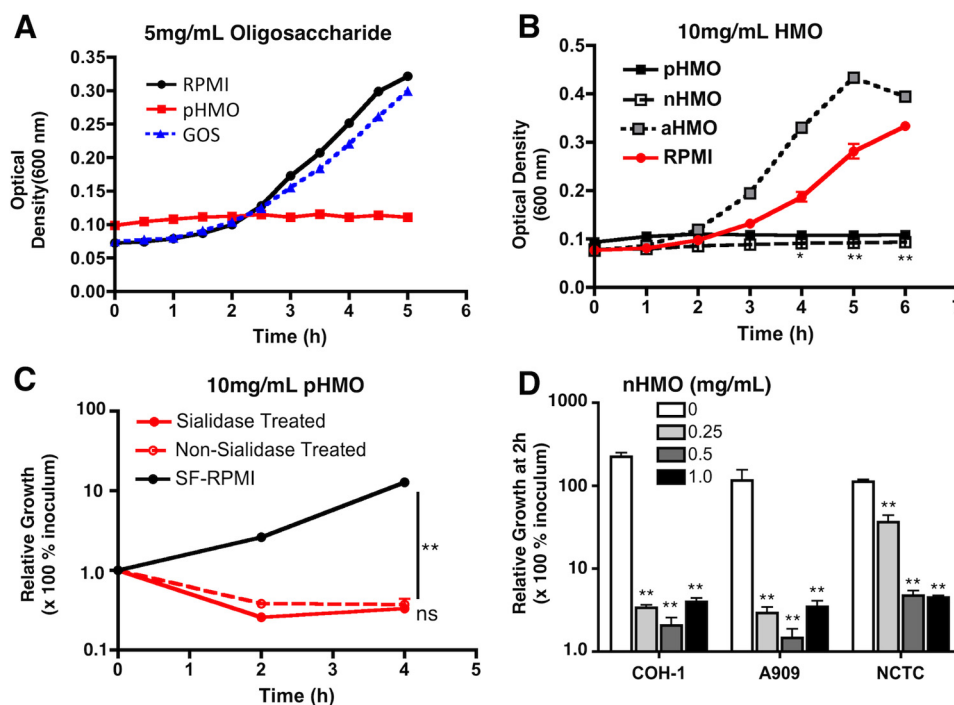 A
5mg/mL Oligosaccharide
RPMI
pHMO
GOS
Optical
Density(600 nm)
0.35
0.30
0.25
0.20
0.15
0.10
0.05
0.00
0 1 2 3 4 5 6
Time (h)
B
10mg/mL HMO
pHMO
nHMO
aHMO
RPMI
Optical Density
(600 nm)
0.5
0.4
0.3
0.2
0.1
0.0
* ** **
0 1 2 3 4 5 6 7
Time (h)
C
10mg/mL pHMO
Sialidase Treated
Non-Sialidase Treated
SF-RPMI
Relative Growth
(x 100 % inoculum)
100
10
1.0
0.1
**
ns
0 1 2 3 4 5
Time (h)
D
nHMO (mg/mL)
0
0.25
0.5
1.0
Relative Growth at 2h
(x 100 % inoculum)
1000
100
10
1.0
** ** **
** ** **
** ** **
COH-1 A909 NCTC